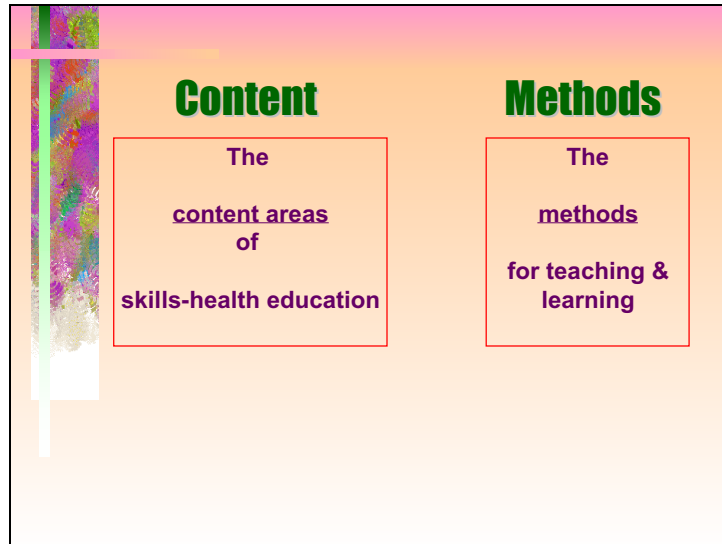 Content
The
content areas
of
skills-health education
Methods
The
methods
for teaching &
learning